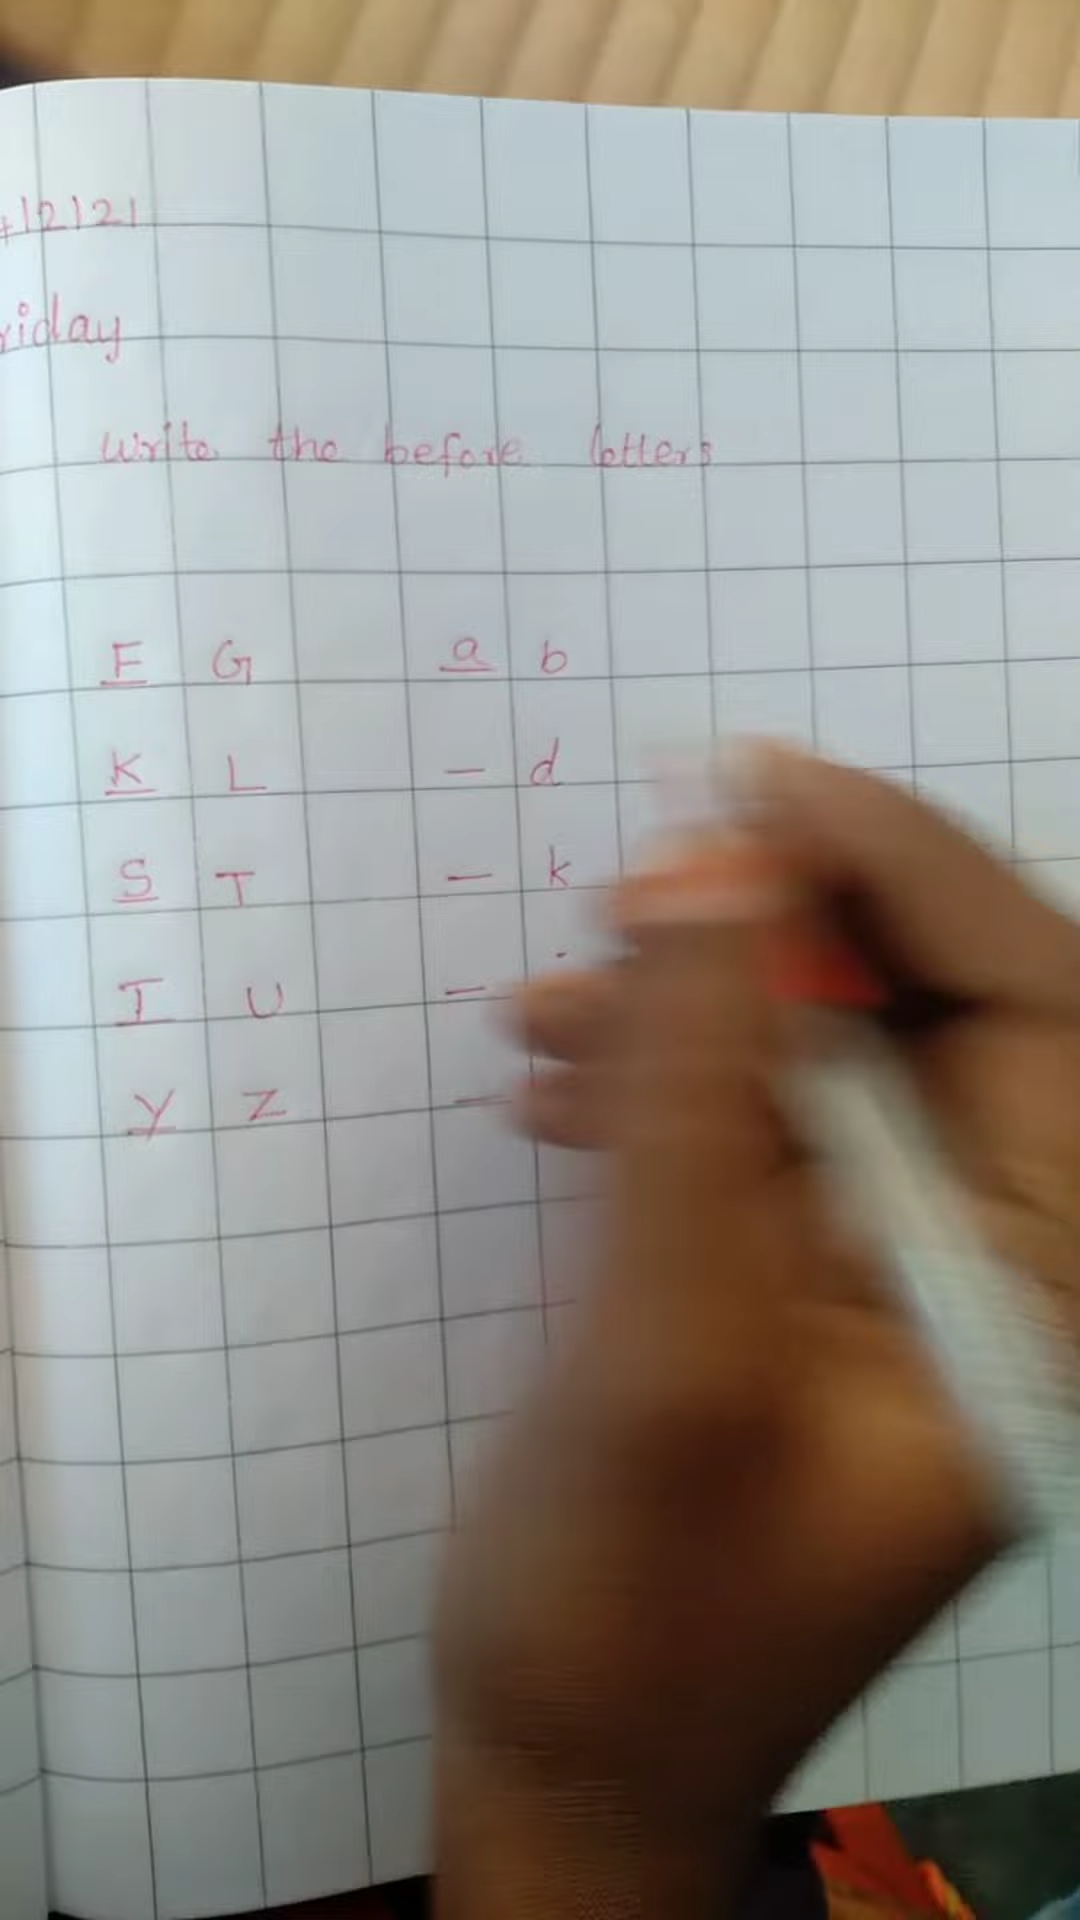 12121
riday
write the before letters
F G a b
K L — d
S T — k
I U —
Y Z —